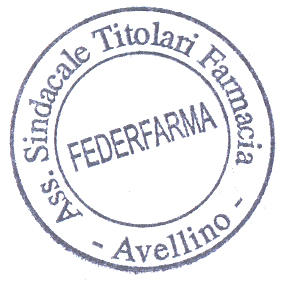 Ass. Sindacale Titolari Farmacia
FEDERFARMA
- Avellino -